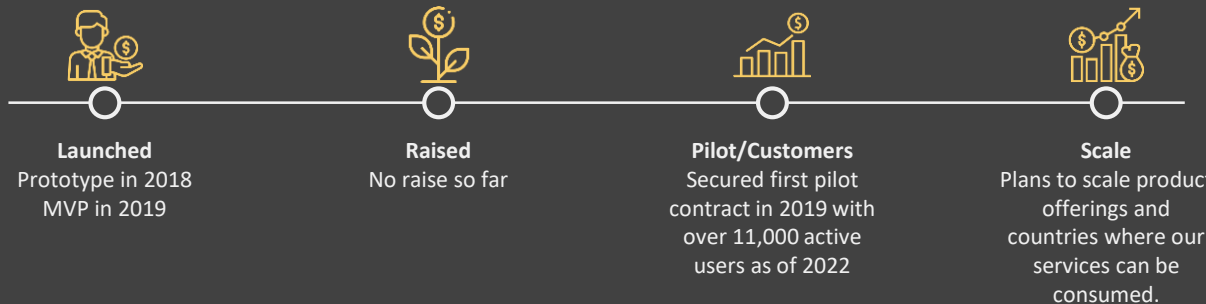 Launched
Prototype in 2018
MVP in 2019
Raised
No raise so far
Pilot/Customers
Secured first pilot
contract in 2019 with
over 11,000 active
users as of 2022
Scale
Plans to scale product
offerings and
countries where our
services can be
consumed.